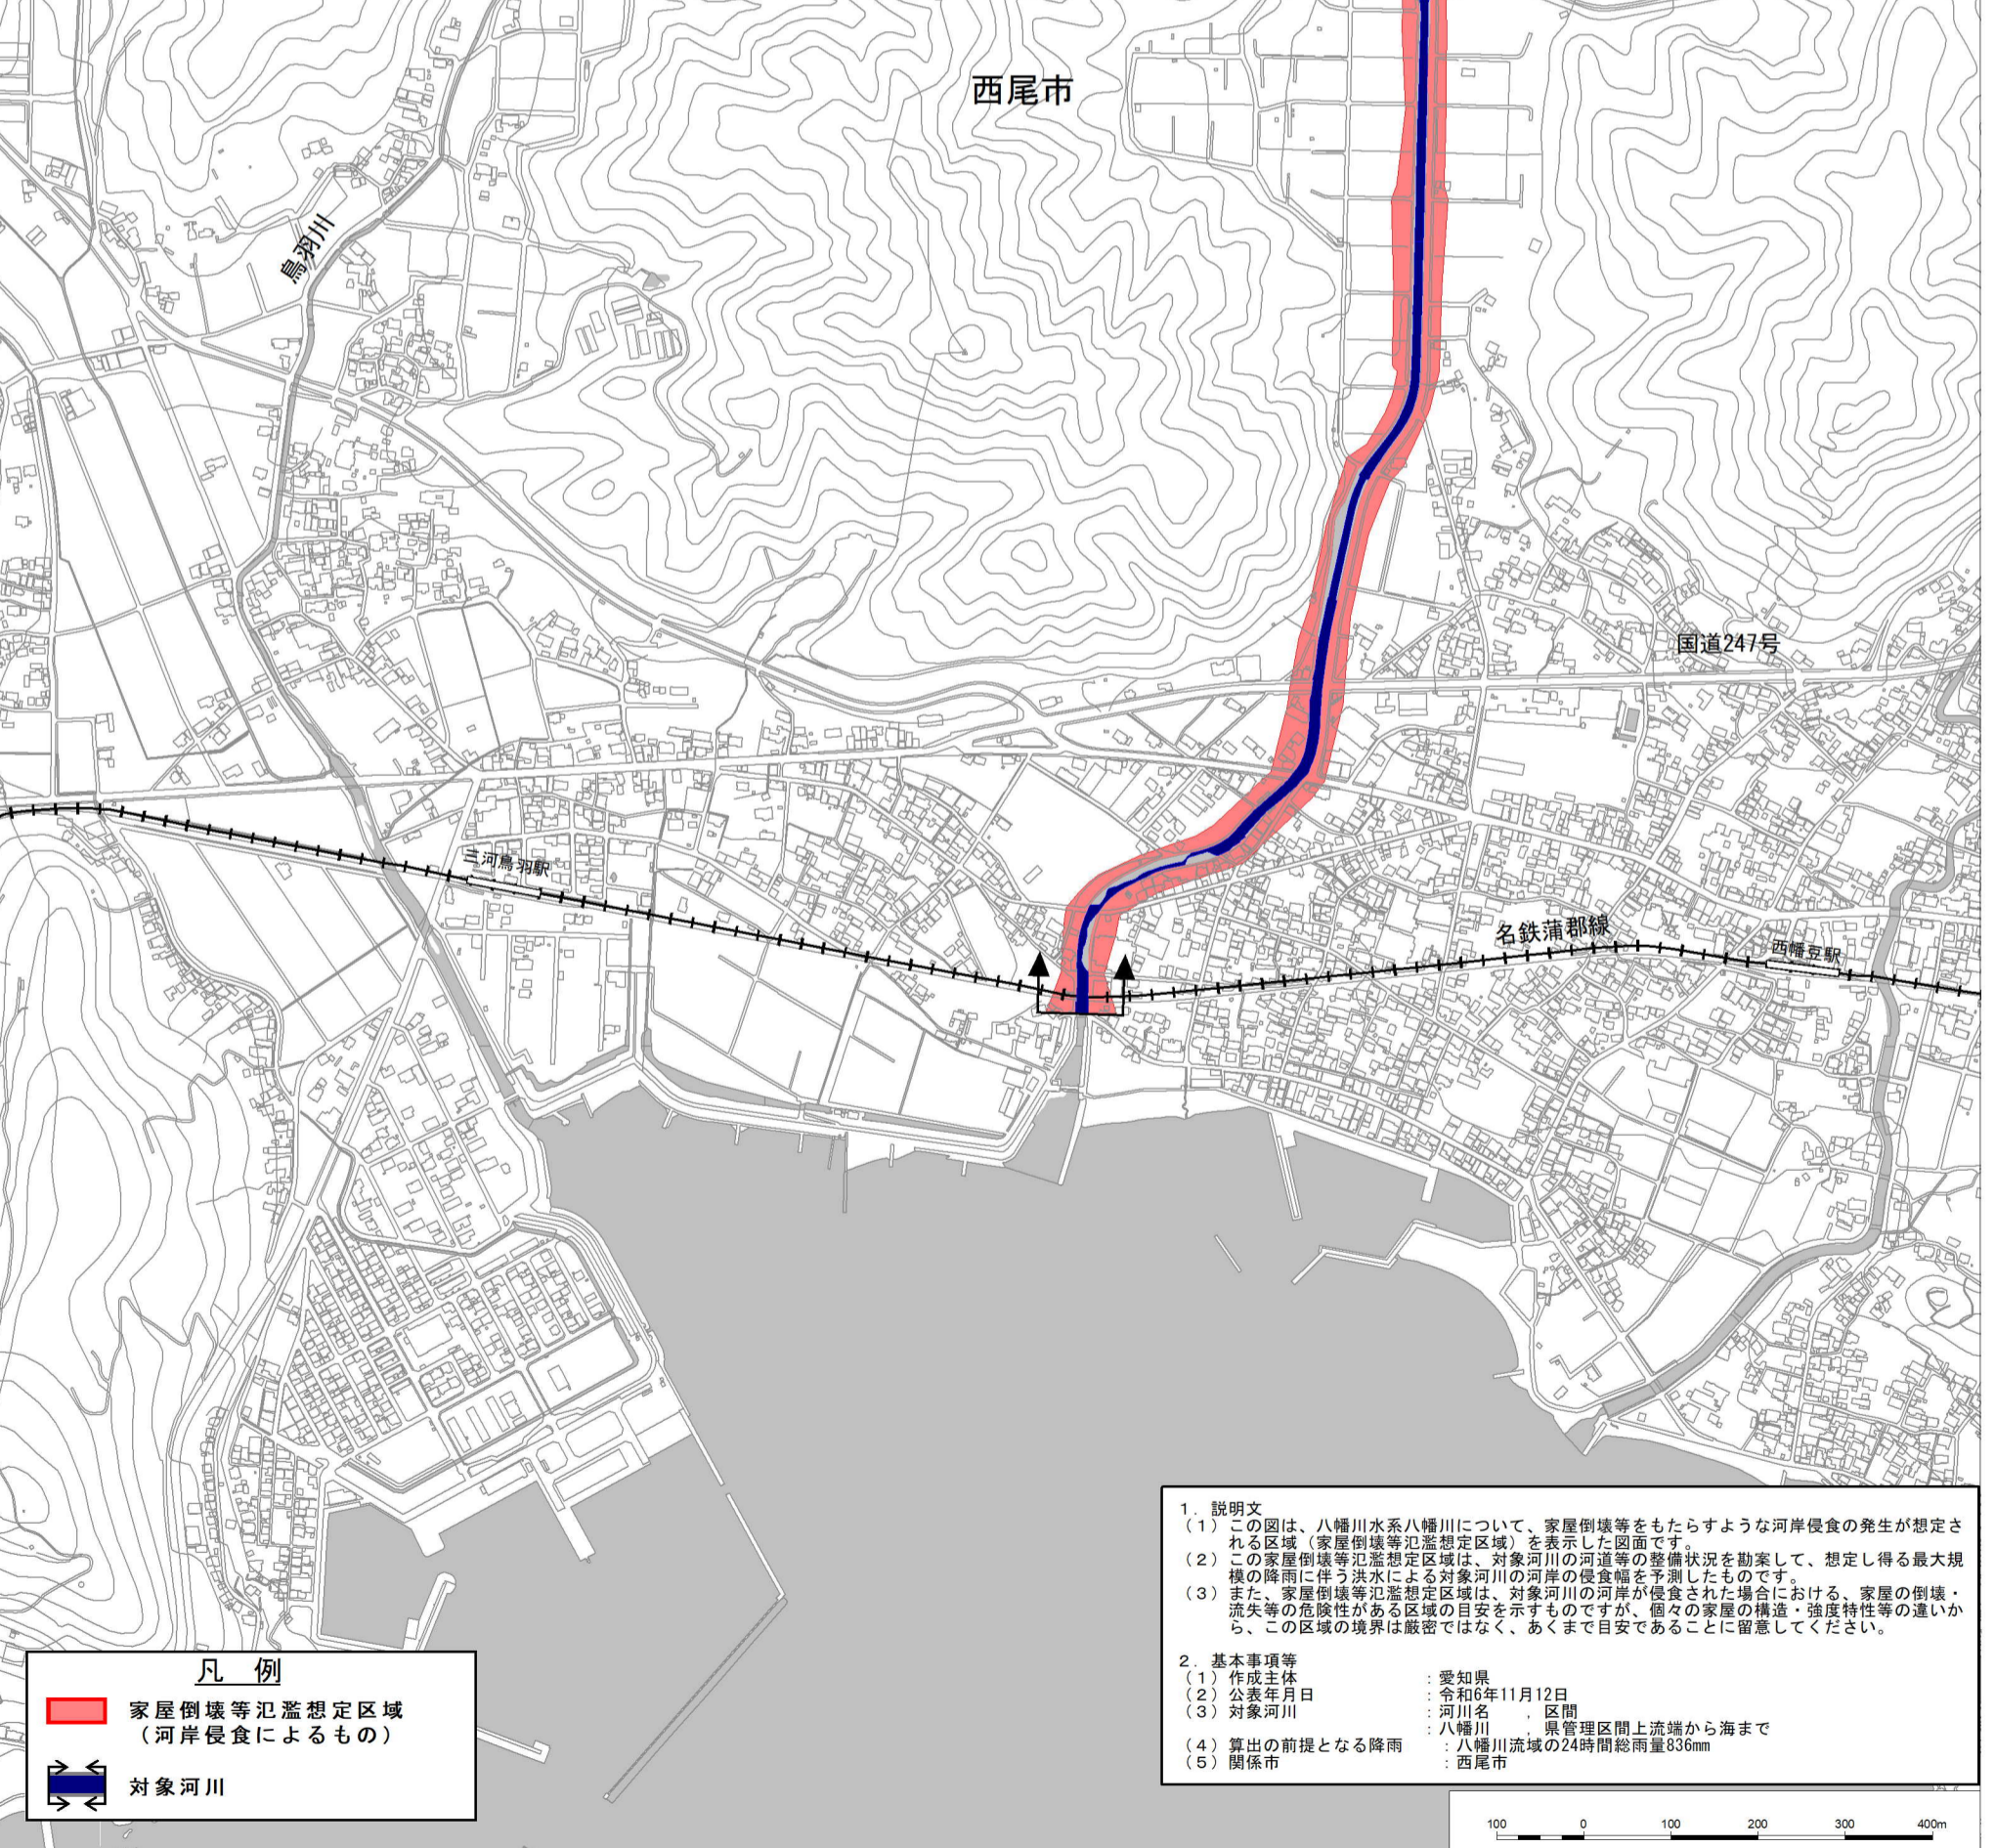 西尾市
鳥羽川
国道247号
三河鳥羽駅
名鉄蒲郡線
西幡豆駅
1．説明文
（1）この図は、八幡川水系八幡川について、家屋倒壊等をもたらすような河岸侵食の発生が想定さ
れる区域（家屋倒壊等氾濫想定区域）を表示した図面です。
（2）この家屋倒壊等氾濫想定区域は、対象河川の河道等の整備状況を勘案して、想定し得る最大規
模の降雨に伴う洪水による対象河川の河岸の侵食幅を予測したものです。
（3）また、家屋倒壊等氾濫想定区域は、対象河川の河岸が侵食された場合における、家屋の倒壊・
流失等の危険性がある区域の目安を示すものですが、個々の家屋の構造・強度特性等の違いか
ら、この区域の境界は厳密ではなく、あくまで目安であることに留意してください。
2．基本事項等
（1）作成主体 ：愛知県
（2）公表年月日 ：令和6年11月12日
（3）対象河川 ：河川名 ，区間
：八幡川 ，県管理区間上流端から海まで
（4）算出の前提となる降雨 ：八幡川流域の24時間総雨量836mm
（5）関係市 ：西尾市
凡 例
家屋倒壊等氾濫想定区域
（河岸侵食によるもの）
対象河川
100 0 100 200 300 400m